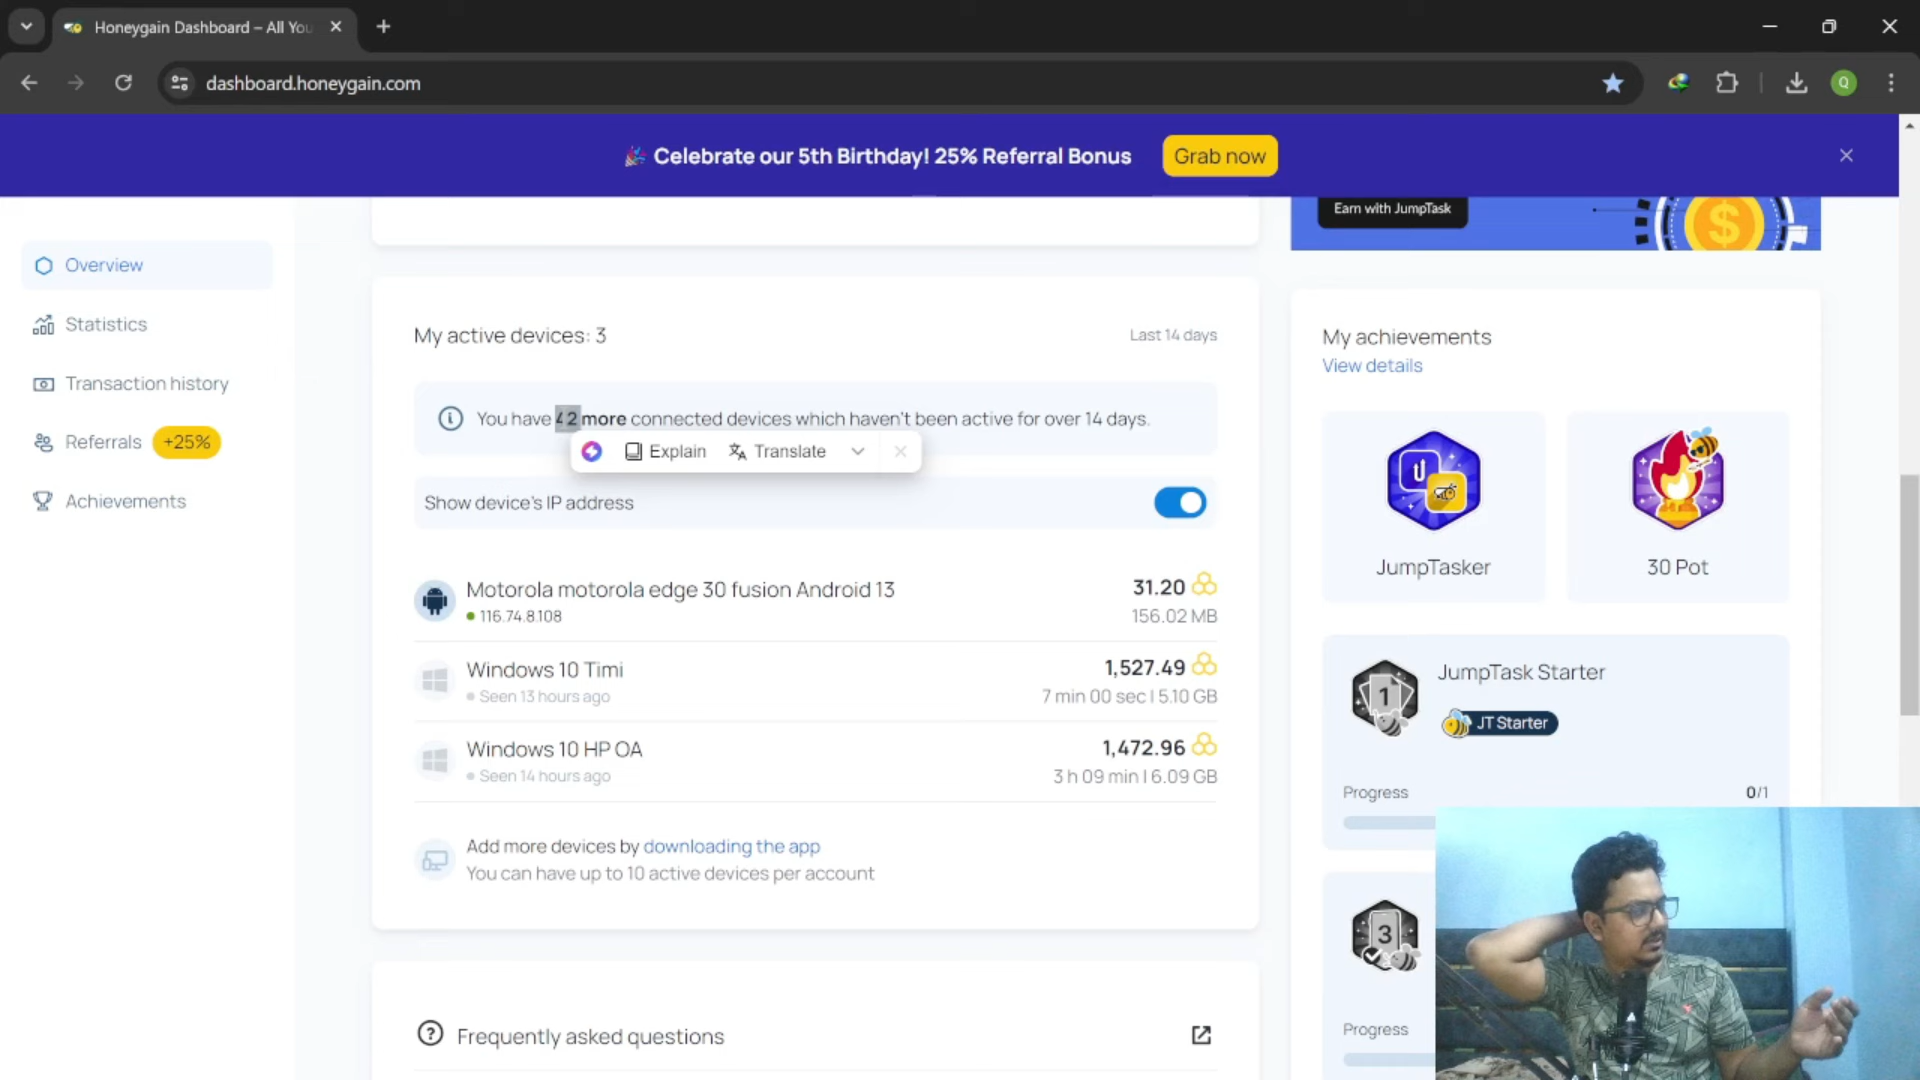 Honeygain Dashboard – All You
dashboard.honeygain.com
Q
Celebrate our 5th Birthday! 25% Referral Bonus
Grab now
Overview
Statistics
Transaction history
Referrals +25%
Achievements
Earn with JumpTask
My active devices: 3
Last 14 days
You have 42 more connected devices which haven't been active for over 14 days.
Explain
Translate
Show device's IP address
Motorola motorola edge 30 fusion Android 13
31.20
116.74.8.108
156.02 MB
Windows 10 Timi
1,527.49
Seen 13 hours ago
7 min 00 sec | 5.10 GB
Windows 10 HP OA
1,472.96
Seen 14 hours ago
3 h 09 min | 6.09 GB
Add more devices by downloading the app
You can have up to 10 active devices per account
Frequently asked questions
My achievements
View details
JumpTasker
30 Pot
1
JumpTask Starter
JT Starter
Progress
0/1
3
Progress